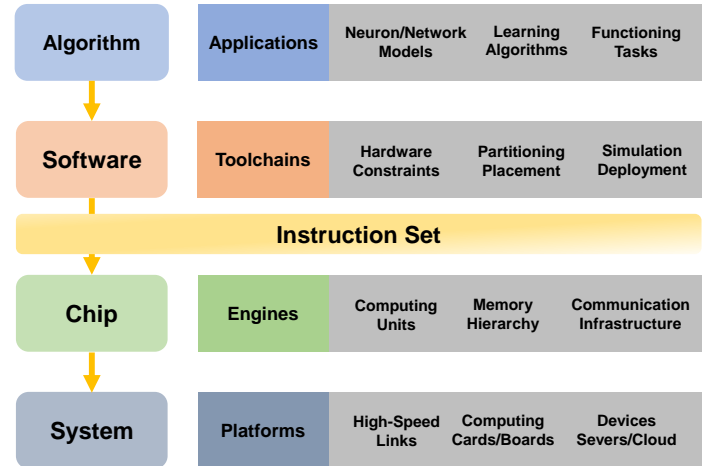 Algorithm
Applications
Neuron/Network
Models
Learning
Algorithms
Functioning
Tasks
Software
Toolchains
Hardware
Constraints
Partitioning
Placement
Simulation
Deployment
Instruction Set
Chip
Engines
Computing
Units
Memory
Hierarchy
Communication
Infrastructure
System
Platforms
High-Speed
Links
Computing
Cards/Boards
Devices
Severs/Cloud